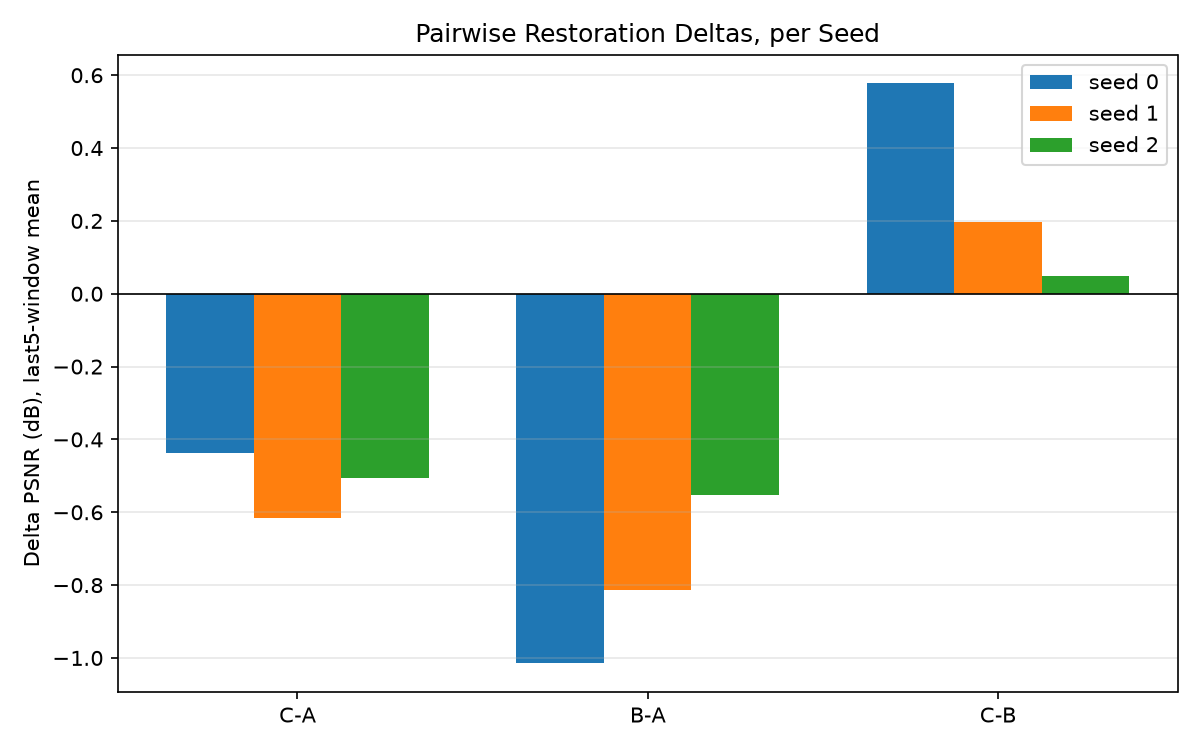 Pairwise Restoration Deltas, per Seed
seed 0
seed 1
seed 2
Delta PSNR (dB), last5-window mean
0.6
0.4
0.2
0.0
−0.2
−0.4
−0.6
−0.8
−1.0
C-A
B-A
C-B